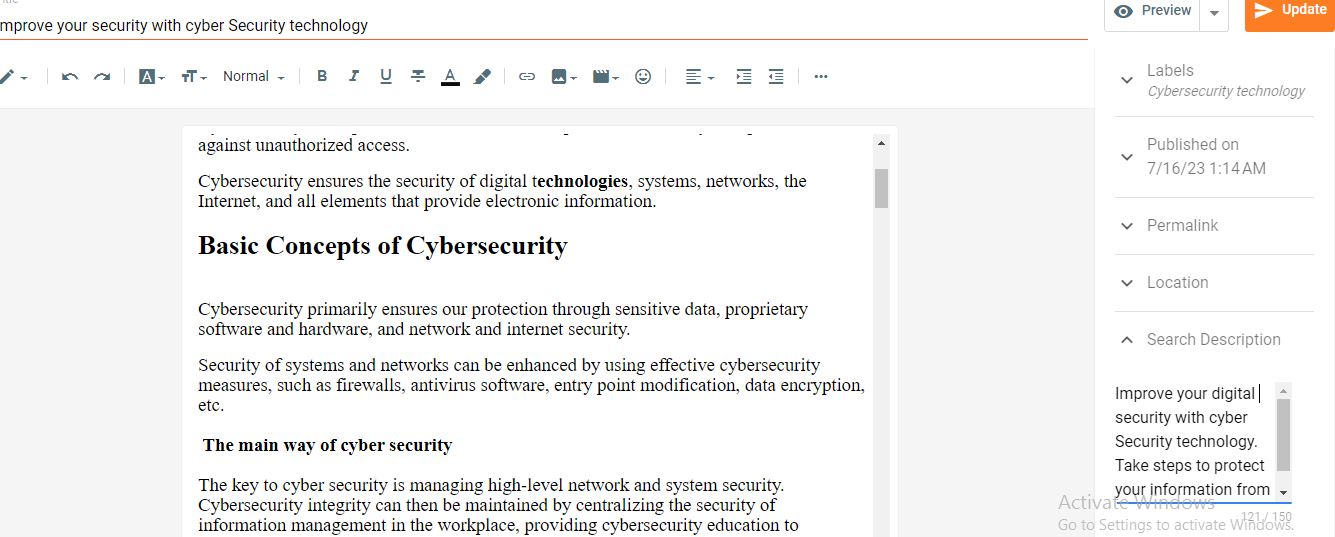 mprove your security with cyber Security technology
Preview
Update
Normal
B I U A
against unauthorized access.
Cybersecurity ensures the security of digital technologies, systems, networks, the
Internet, and all elements that provide electronic information.
Basic Concepts of Cybersecurity
Cybersecurity primarily ensures our protection through sensitive data, proprietary
software and hardware, and network and internet security.
Security of systems and networks can be enhanced by using effective cybersecurity
measures, such as firewalls, antivirus software, entry point modification, data encryption,
etc.
The main way of cyber security
The key to cyber security is managing high-level network and system security.
Cybersecurity integrity can then be maintained by centralizing the security of
information management in the workplace, providing cybersecurity education to
Labels
Cybersecurity technology
Published on
7/16/23 1:14 AM
Permalink
Location
Search Description
Improve your digital
security with cyber
Security technology.
Take steps to protect
your information from
121 / 150
Activate Windows
Go to Settings to activate Windows.